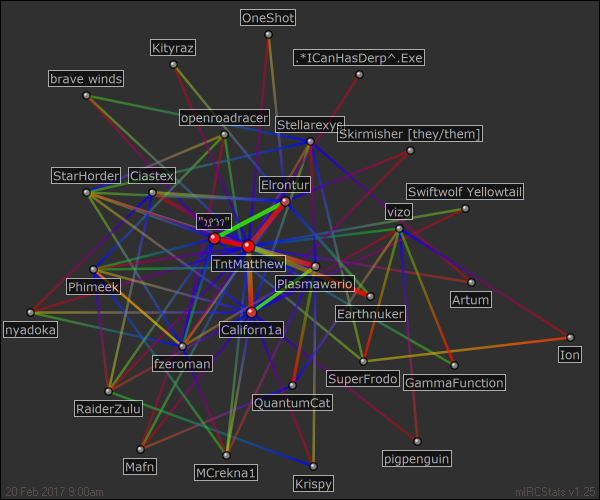 OneShot
Kityraz
.*ICanHasDerp^.Exe
brave winds
openroadracer
Stellarexys
Skirmisher [they/them]
StarHorder
Ciastex
Elrontur
Swiftwolf Yellowtail
vizo
TntMatthew
Plasmawario
Phimeek
Artum
Earthnuker
nyadoka
Californ1a
Ion
fzeroman
SuperFrodo
GammaFunction
RaiderZulu
QuantumCat
pigpenguin
Mafn
MCrekna1
Krispy
20 Feb 2017 9:00am
mIRCStats v1.25